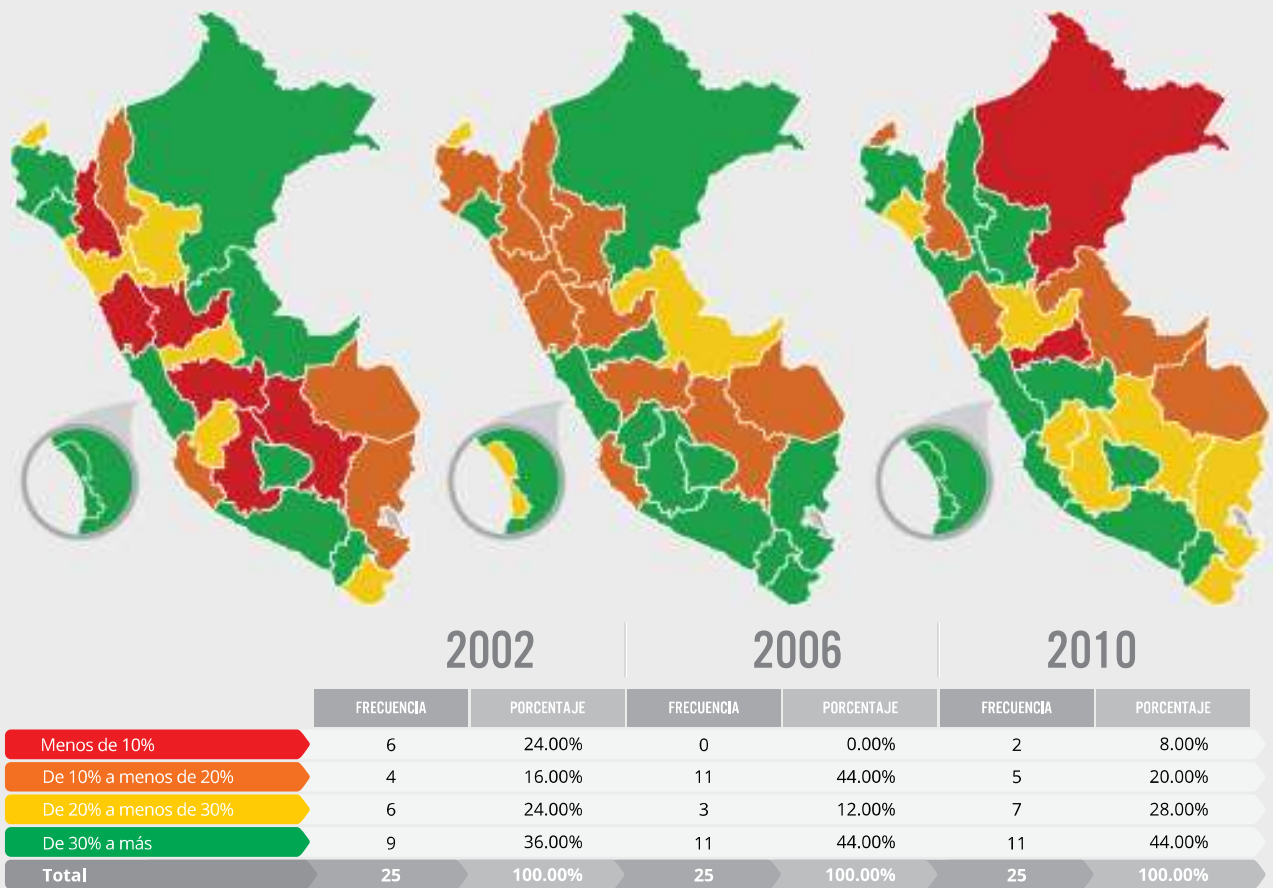 2002 2006 2010
FRECUENCIA PORCENTAJE FRECUENCIA PORCENTAJE FRECUENCIA PORCENTAJE
Menos de 10% 6 24.00% 0 0.00% 2 8.00%
De 10% a menos de 20% 4 16.00% 11 44.00% 5 20.00%
De 20% a menos de 30% 6 24.00% 3 12.00% 7 28.00%
De 30% a más 9 36.00% 11 44.00% 11 44.00%
Total 25 100.00% 25 100.00% 25 100.00%